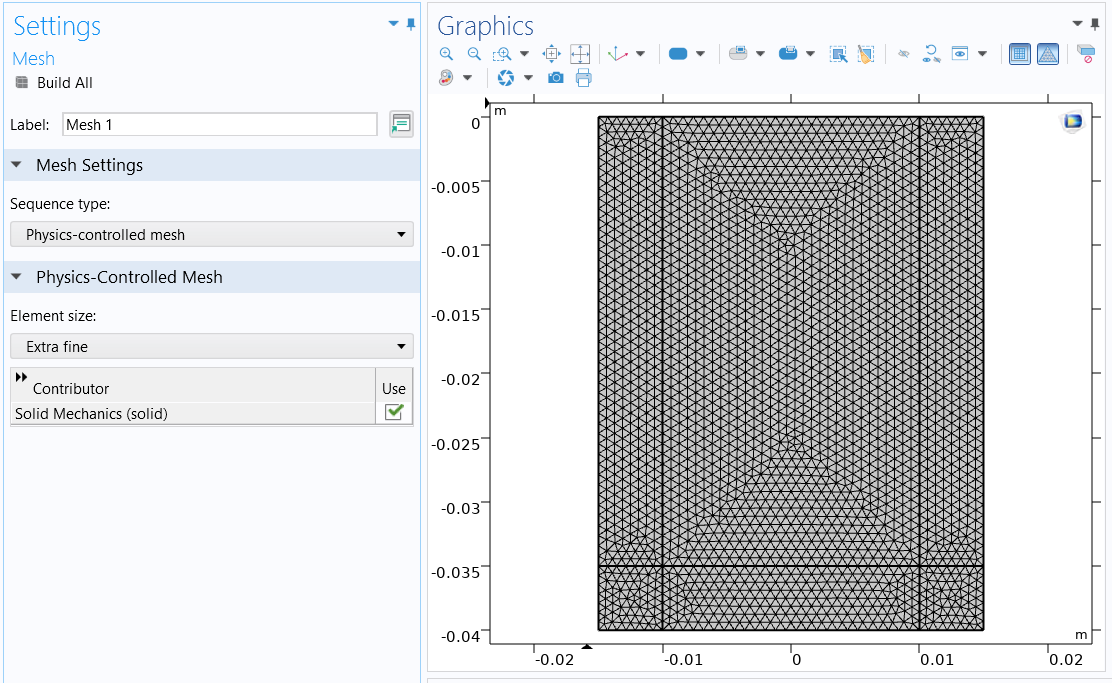 Settings
Mesh
Build All
Label: Mesh 1
Mesh Settings
Sequence type:
Physics-controlled mesh
Physics-Controlled Mesh
Element size:
Extra fine
Contributor Use
Solid Mechanics (solid)
Graphics
m
0
-0.005
-0.01
-0.015
-0.02
-0.025
-0.03
-0.035
-0.04
m
-0.02 -0.01 0 0.01 0.02